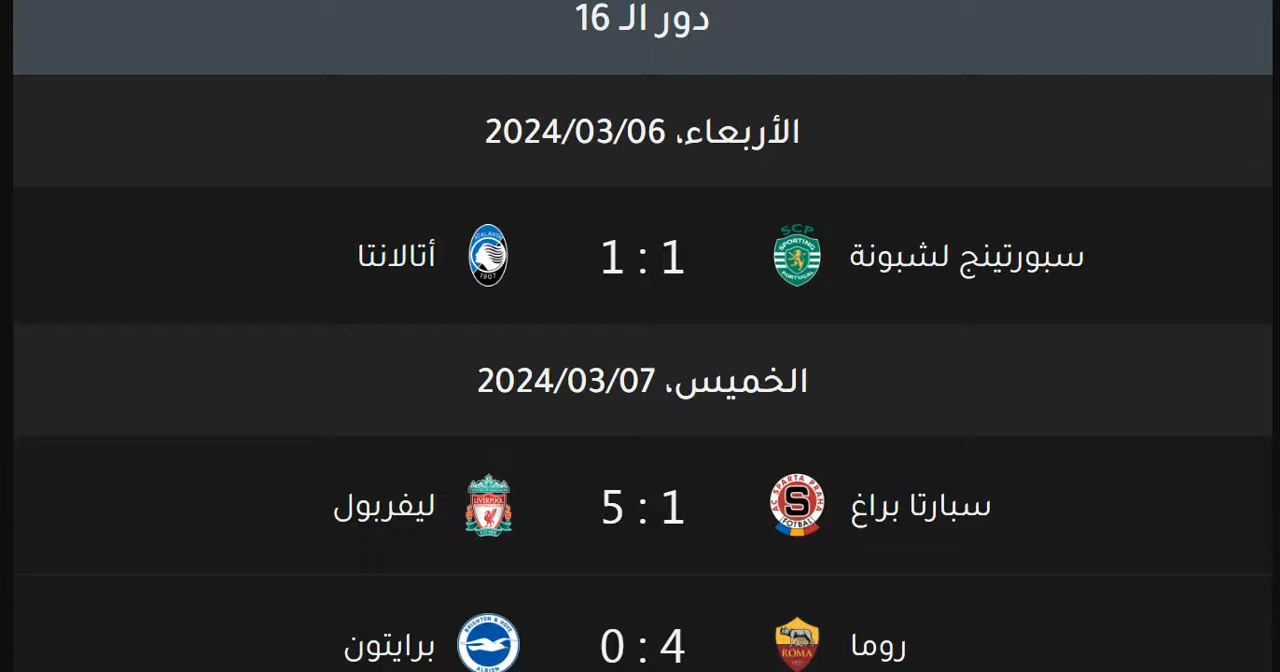 دور الـ 16
الأربعاء، 2024/03/06
سبورتينج لشبونة 1 : 1 أتالانتا
الخميس، 2024/03/07
سبارتا براغ 1 : 5 ليفربول
روما 4 : 0 برايتون